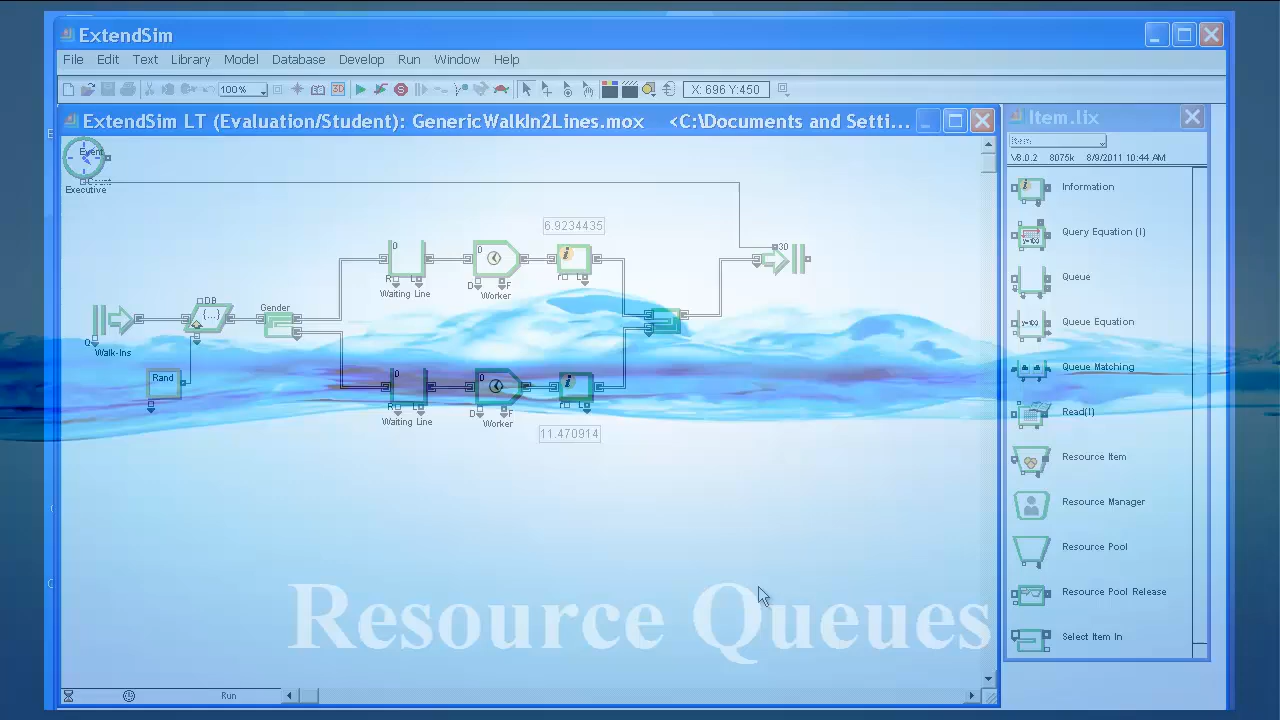 ExtendSim
File Edit Text Library Model Database Develop Run Window Help
100% 3D X: 696 Y:450
ExtendSim LT (Evaluation/Student): GenericWalkIn2Lines.mox <C:\Documents and Setti...
Item.lix
Item
V8.0.2 8075k 8/9/2011 10:44 AM
Event
Count
Executive
6.9234435
30
0
0
R L
D F
Waiting Line
Worker
DB
{...}
Gender
Walk-Ins
Rand
0
0
R L
D F
Waiting Line
Worker
11.470914
Information
Query Equation (I)
y=f(x)
Queue
Queue Equation
y=f(x)
Queue Matching
Read(I)
Resource Item
Resource Manager
Resource Pool
Resource Pool Release
Select Item In
Resource Queues
Run